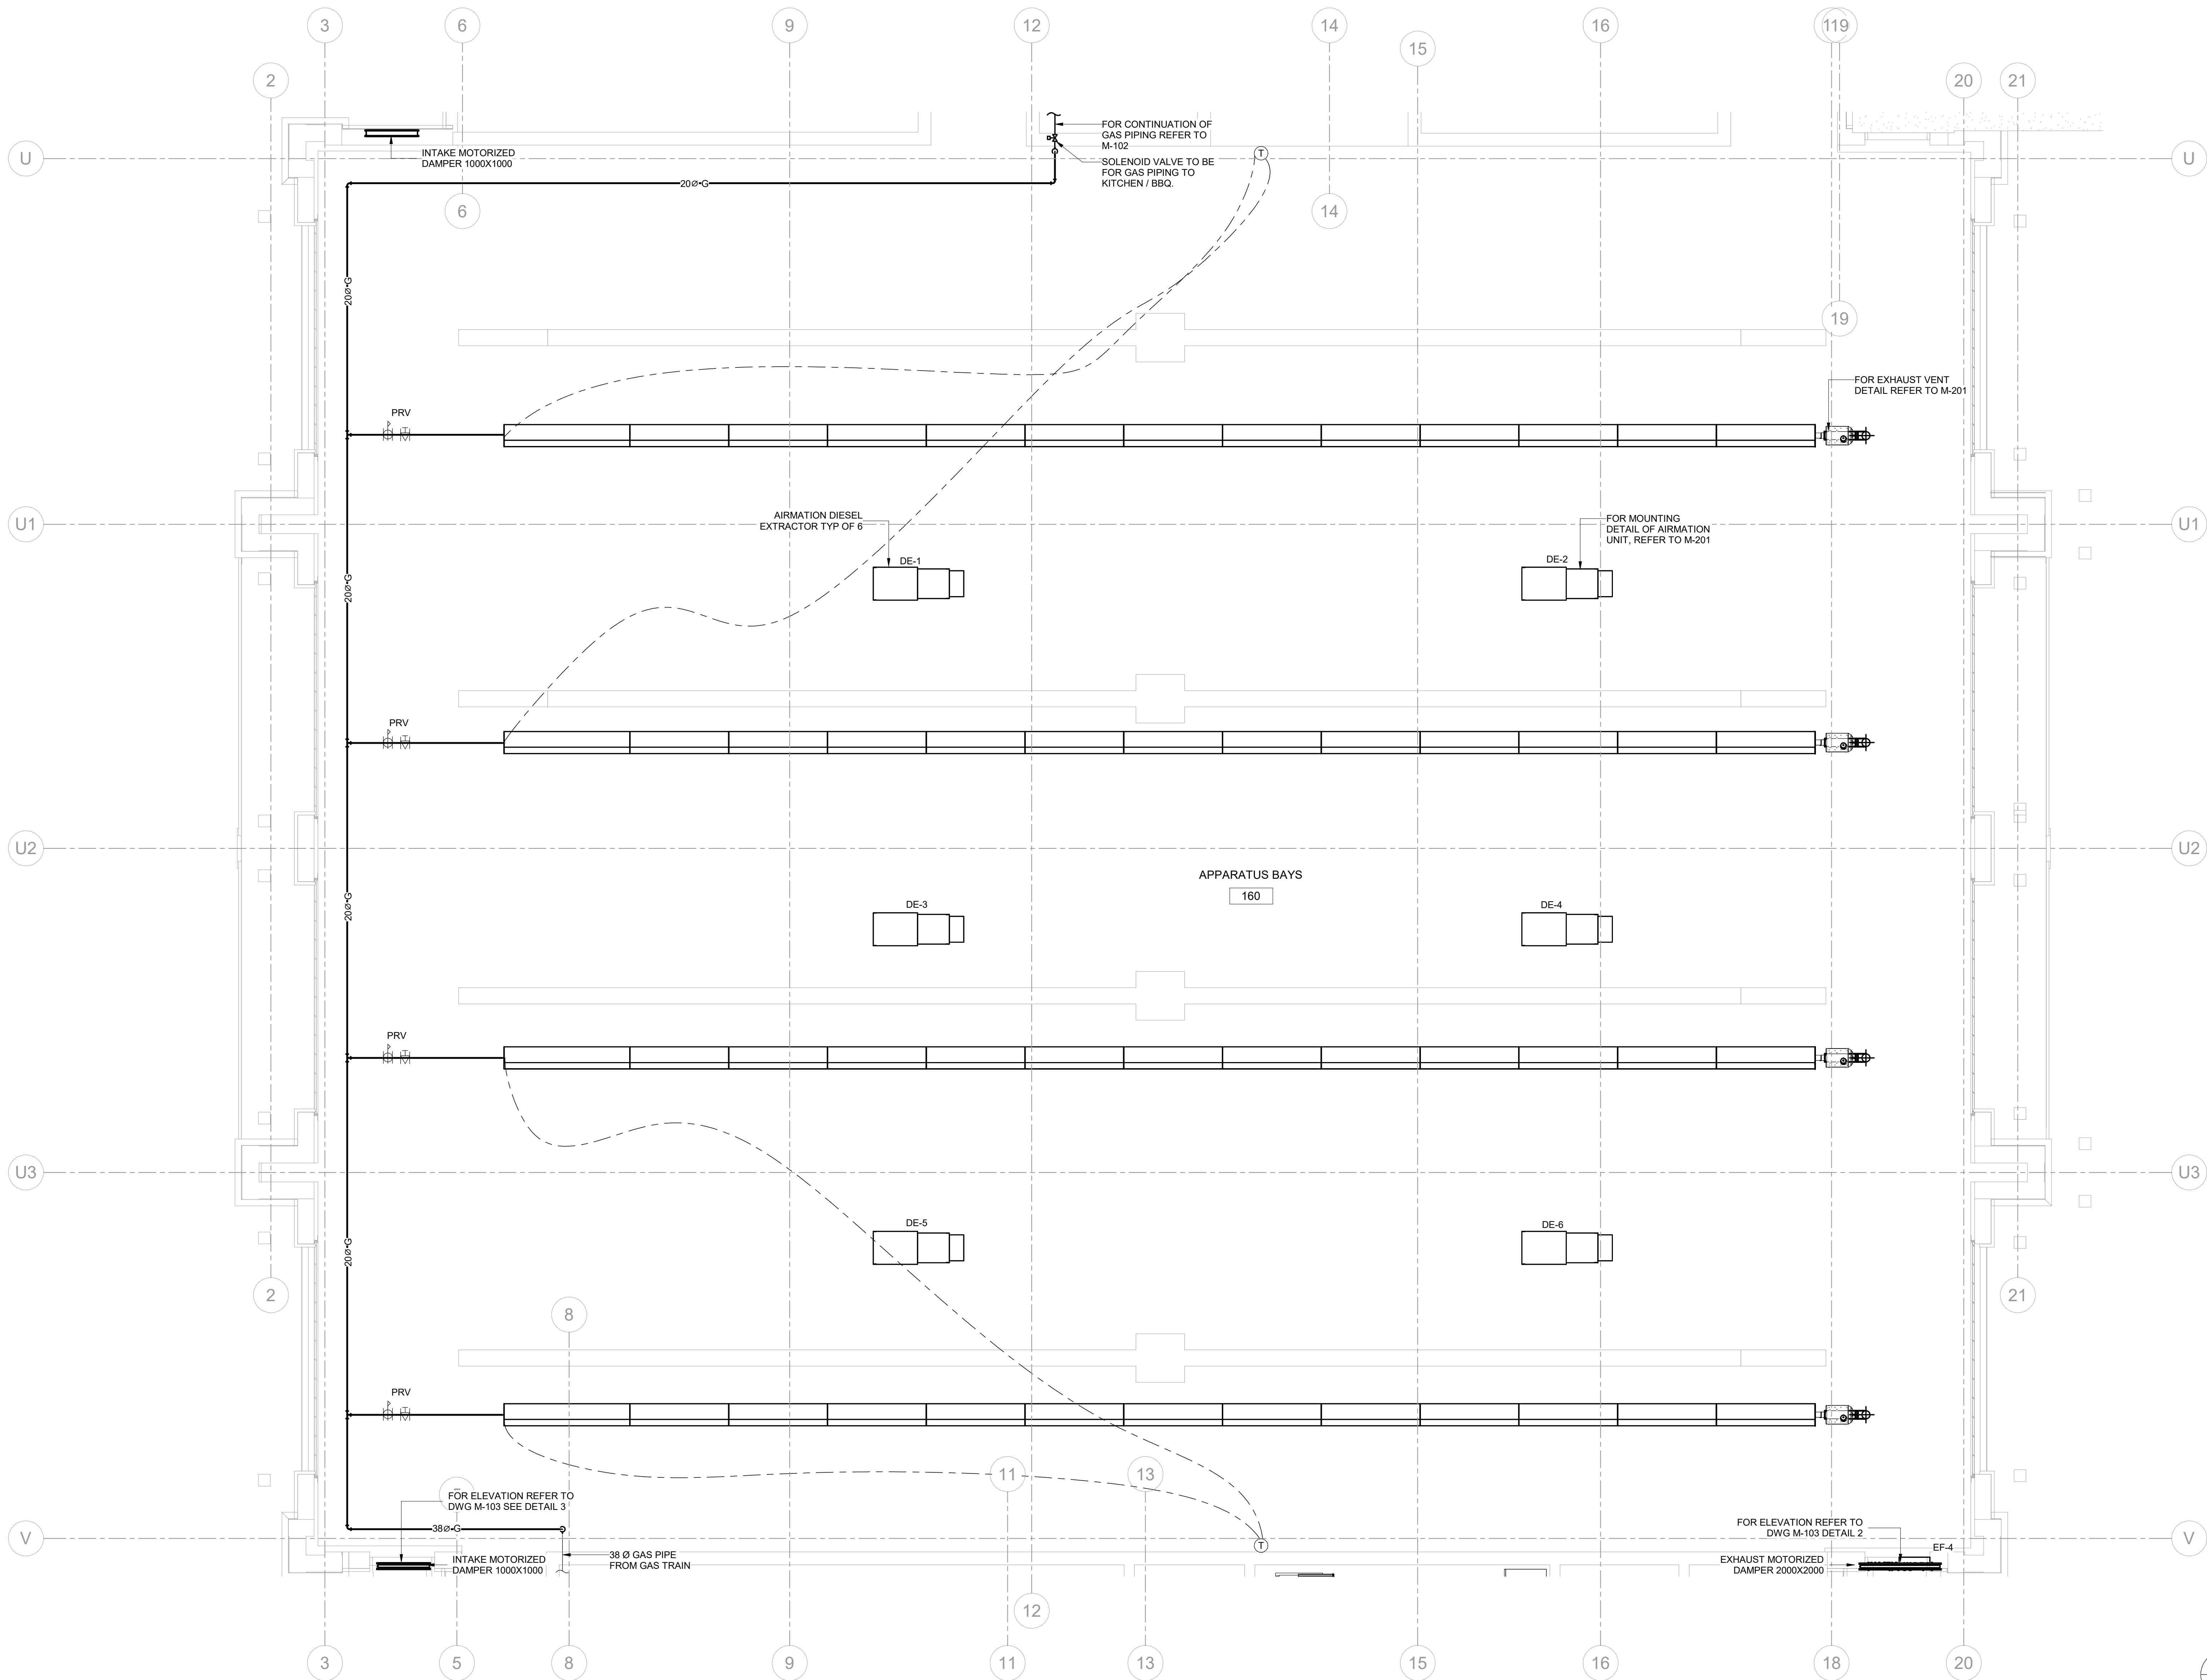 3
6
9
12
14
15
16
19
2
20
21
FOR CONTINUATION OF
GAS PIPING REFER TO
M-102
SOLENOID VALVE TO BE
FOR GAS PIPING TO
KITCHEN / BBQ.
INTAKE MOTORIZED
DAMPER 1000X1000
T
U
U
20Ø G
6
14
20Ø G
19
FOR EXHAUST VENT
DETAIL REFER TO M-201
PRV
AIRMATION DIESEL
EXTRACTOR TYP OF 6
FOR MOUNTING
DETAIL OF AIRMATION
UNIT, REFER TO M-201
U1
U1
DE-1
DE-2
20Ø G
PRV
U2
U2
APPARATUS BAYS
160
20Ø G
DE-3
DE-4
PRV
U3
U3
DE-5
DE-6
20Ø G
2
21
8
PRV
11
13
FOR ELEVATION REFER TO
DWG M-103 SEE DETAIL 3
38Ø G
V
V
T
FOR ELEVATION REFER TO
DWG M-103 DETAIL 2
EF-4
INTAKE MOTORIZED
DAMPER 1000X1000
38 Ø GAS PIPE
FROM GAS TRAIN
EXHAUST MOTORIZED
DAMPER 2000X2000
12
3
5
8
9
11
13
15
16
18
20